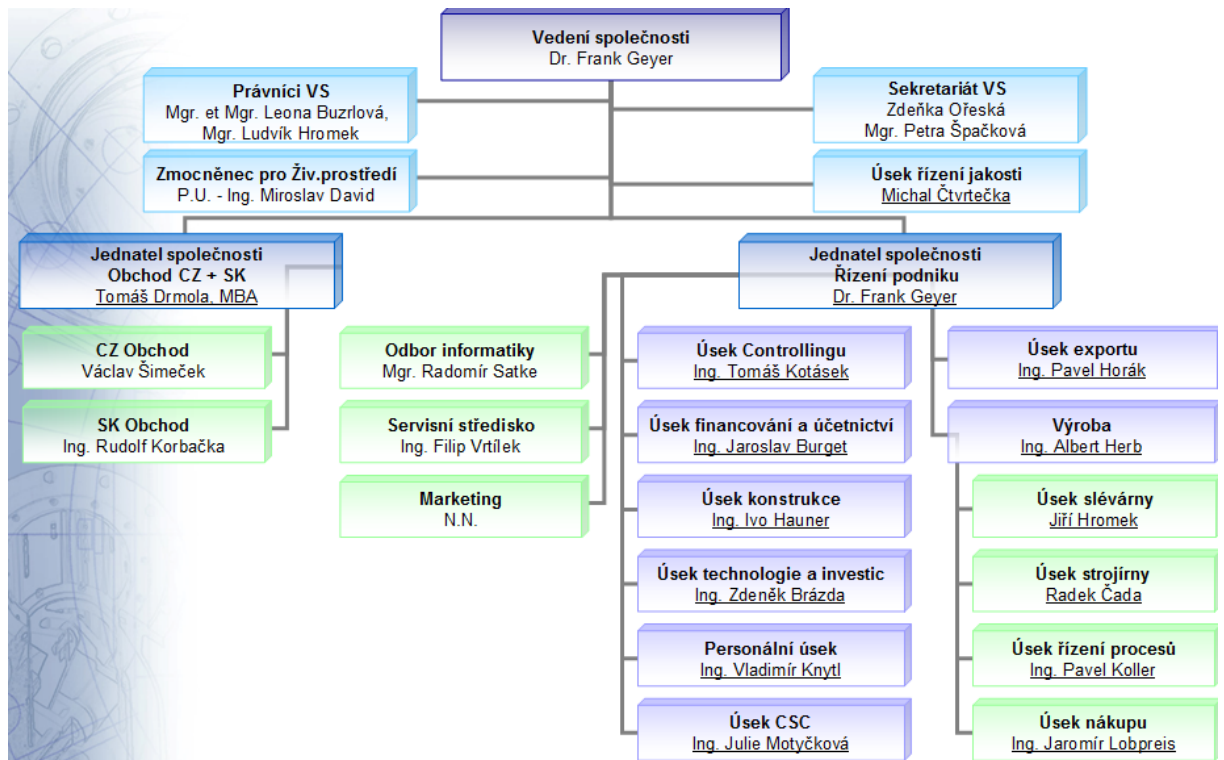 Vedení společnosti
Dr. Frank Geyer
Právníci VS
Mgr. et Mgr. Leona Buzrlová,
Mgr. Ludvík Hromek
Sekretariát VS
Zdeňka Ořeská
Mgr. Petra Špačková
Zmocněnec pro Živ.prostředí
P.U. - Ing. Miroslav David
Úsek řízení jakosti
Michal Čtvrtečka
Jednatel společnosti
Obchod CZ + SK
Tomáš Drmola, MBA
Jednatel společnosti
Řízení podniku
Dr. Frank Geyer
CZ Obchod
Václav Šimeček
SK Obchod
Ing. Rudolf Korbačka
Odbor informatiky
Mgr. Radomír Satke
Servisní středisko
Ing. Filip Vrtílek
Marketing
N.N.
Úsek Controllingu
Ing. Tomáš Kotásek
Úsek financování a účetnictví
Ing. Jaroslav Burget
Úsek konstrukce
Ing. Ivo Hauner
Úsek technologie a investic
Ing. Zdeněk Brázda
Personální úsek
Ing. Vladimír Knytl
Úsek CSC
Ing. Julie Motyčková
Úsek exportu
Ing. Pavel Horák
Výroba
Ing. Albert Herb
Úsek slévárny
Jiří Hromek
Úsek strojírny
Radek Čada
Úsek řízení procesů
Ing. Pavel Koller
Úsek nákupu
Ing. Jaromír Lobpreis